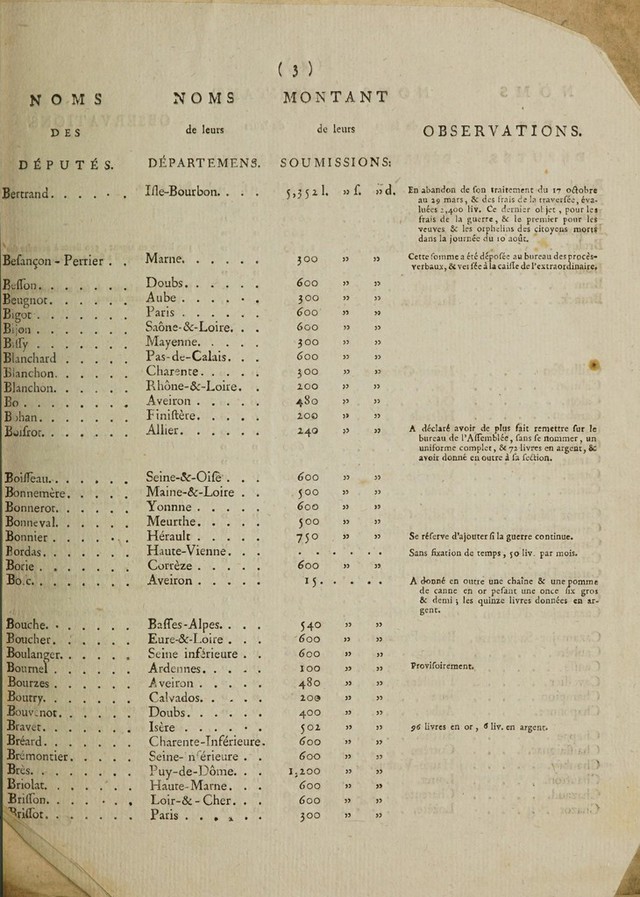 ( 3 )
NOMS NOMS MONTANT
DES de leurs de leurs OBSERVATIONS.
DÉPUTÉS. DÉPARTEMENS. SOUMISSIONS:
Bertrand. . . . . . Iſle-Bourbon. . . . 5,352 l. » ſ. » d. En abandon de ſon traitement du 17 octobre
au 29 mars, & des frais de la traverſée, éva-
luées 2,400 liv. Ce dernier objet, pour les
frais de la guerre, & le premier pour les
veuves & les orphelins des citoyens morts
dans la journée du 10 août.
Beſançon - Perrier . . Marne. . . . . . 300 » » Cette ſomme a été dépoſée au bureau des procès-
verbaux, & verſée à la caiſſe de l'extraordinaire.
Beſſon. . . . . . . Doubs. . . . . . 600 » »
Beugnot. . . . . . Aube . . . . . . 300 » »
Bigot . . . . . . . Paris . . . . . . 600 » »
Bijon . . . . . . . Saône-&-Loire. . . 600 » »
Biſſy . . . . . . . Mayenne. . . . . 300 » »
Blanchard . . . . . Pas-de-Calais. . . 600 » »
Blanchon. . . . . . Charente. . . . . 300 » »
Blanchon. . . . . . Rhône-&-Loire. . . 200 » »
Bo . . . . . . . . Aveiron . . . . . 480 » »
Bohan. . . . . . . Finiſtère. . . . . 200 » »
Boiſrot. . . . . . . Allier. . . . . . 240 » » A déclaré avoir de plus fait remettre ſur le
bureau de l'Aſſemblée, ſans ſe nommer, un
uniforme complet, & 72 livres en argent, &
avoir donné en outre à ſa ſection.
Boiſſeau. . . . . . . Seine-&-Oiſe . . . 600 » »
Bonnemère. . . . . Maine-&-Loire . . 500 » »
Bonnerot. . . . . . Yonnne . . . . . 600 » »
Bonneval. . . . . . Meurthe. . . . . 500 » »
Bonnier . . . . . . Hérault . . . . . 750 » » Se réſerve d'ajouter ſi la guerre continue.
Bordas. . . . . . . Haute-Vienne. . . . . . . . . Sans fixation de temps, 50 liv. par mois.
Borie . . . . . . . Corrèze . . . . . 600 » »
Bosc. . . . . . . . Aveiron . . . . . 15. . . . . A donné en outre une chaîne & une pomme
de canne en or peſant une once ſix gros
& demi; les quinze livres données en ar-
gent.
Bouche. . . . . . . Baſſes-Alpes. . . . 540 » »
Boucher. . . . . . Eure-&-Loire . . . 600 » »
Boulanger. . . . . . Seine inférieure . . 600 » »
Bournel . . . . . . Ardennes. . . . . 100 » » Proviſoirement.
Bourzes . . . . . . Aveiron . . . . . 480 » »
Boutry. . . . . . . Calvados. . . . . 200 » »
Bouvenot. . . . . . Doubs. . . . . . 400 » »
Bravet. . . . . . . Isère . . . . . . 502 » » 96 livres en or, 6 liv. en argent.
Bréard. . . . . . . Charente-Inférieure. 600 » »
Brémontier. . . . . Seine-inférieure . . 600 » »
Brès. . . . . . . . Puy-de-Dôme. . . 1,200 » »
Briolat. . . . . . . Haute-Marne. . . 600 » »
Briſſon. . . . . . . Loir-&-Cher. . . 600 » »
Briſſot. . . . . . . Paris . . . . . . 300 » »